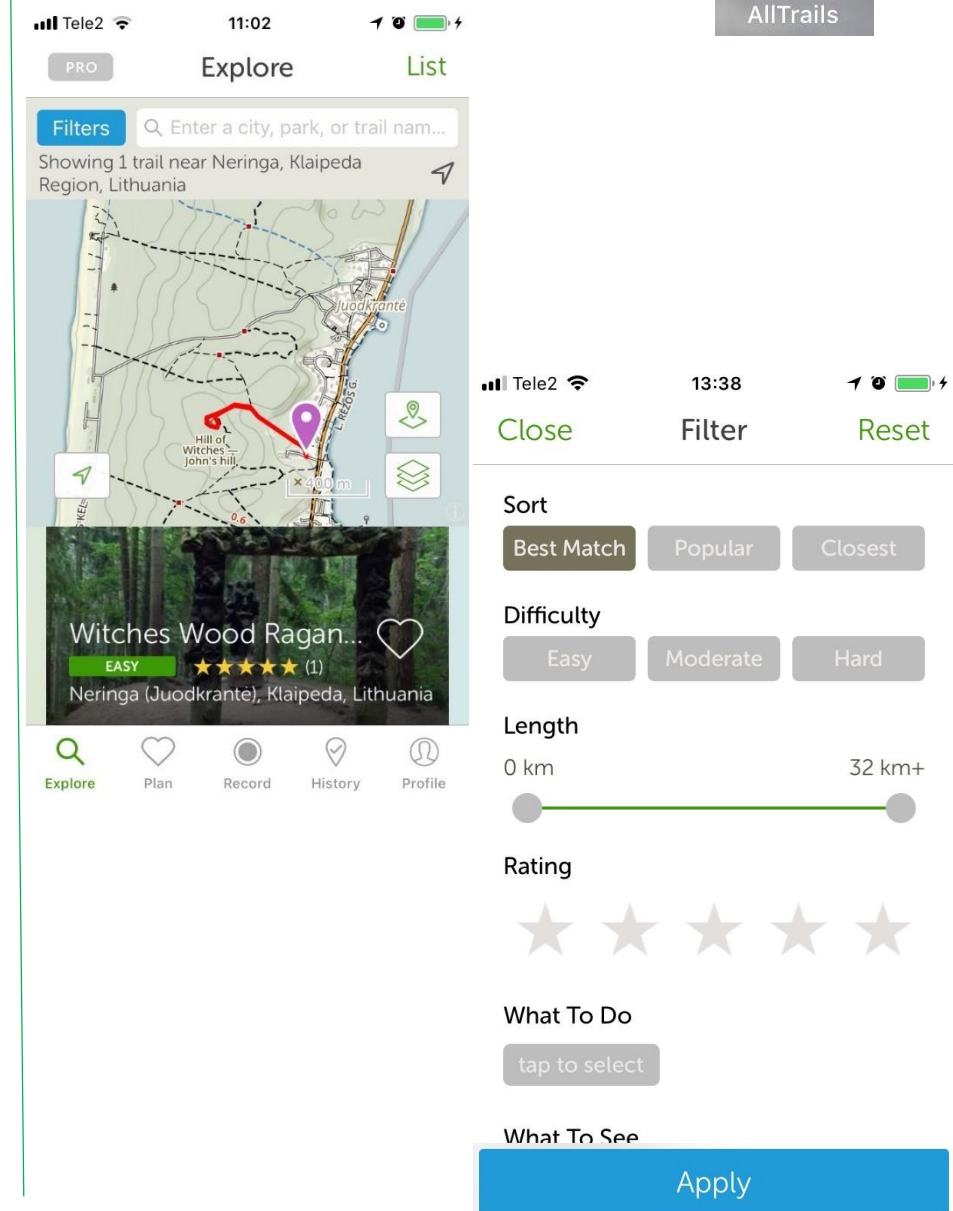 Tele2 11:02
PRO Explore List
Filters Enter a city, park, or trail nam...
Showing 1 trail near Neringa, Klaipeda
Region, Lithuania
Juodkrantė
L. RĖZOS G.
Hill of
Witches —
John's hill
400 m
0.6
Witches Wood Ragan...
EASY (1)
Neringa (Juodkrantė), Klaipeda, Lithuania
Explore Plan Record History Profile
AllTrails
Tele2 13:38
Close Filter Reset
Sort
Best Match Popular Closest
Difficulty
Easy Moderate Hard
Length
0 km 32 km+
Rating
What To Do
tap to select
What To See
Apply